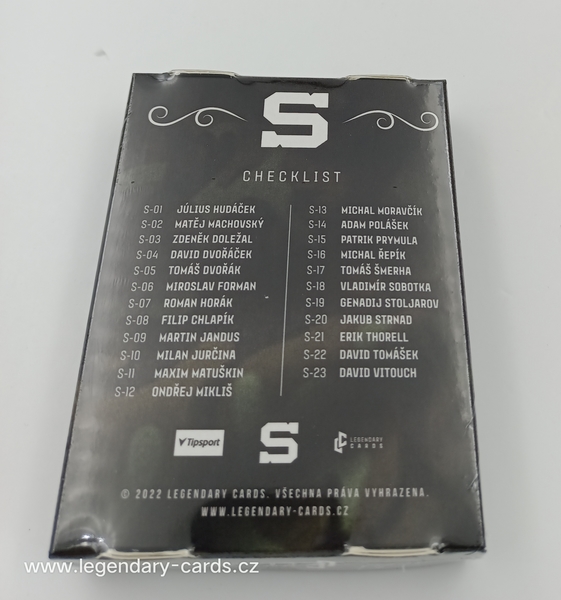 S
CHECKLIST
S-01 JÚLIUS HUDÁČEK
S-02 MATĚJ MACHOVSKÝ
S-03 ZDENĚK DOLEŽAL
S-04 DAVID DVOŘÁČEK
S-05 TOMÁŠ DVOŘÁK
S-06 MIROSLAV FORMAN
S-07 ROMAN HORÁK
S-08 FILIP CHLAPÍK
S-09 MARTIN JANDUS
S-10 MILAN JURČINA
S-11 MAXIM MATUŠKIN
S-12 ONDŘEJ MIKLIŠ
S-13 MICHAL MORAVČÍK
S-14 ADAM POLÁŠEK
S-15 PATRIK PRYMULA
S-16 MICHAL ŘEPÍK
S-17 TOMÁŠ ŠMERHA
S-18 VLADIMÍR SOBOTKA
S-19 GENADIJ STOLJAROV
S-20 JAKUB STRNAD
S-21 ERIK THORELL
S-22 DAVID TOMÁŠEK
S-23 DAVID VITOUCH
Tipsport
S
LEGENDARY
CARDS
© 2022 LEGENDARY CARDS. VŠECHNA PRÁVA VYHRAZENA.
WWW.LEGENDARY-CARDS.CZ
www.legendary-cards.cz